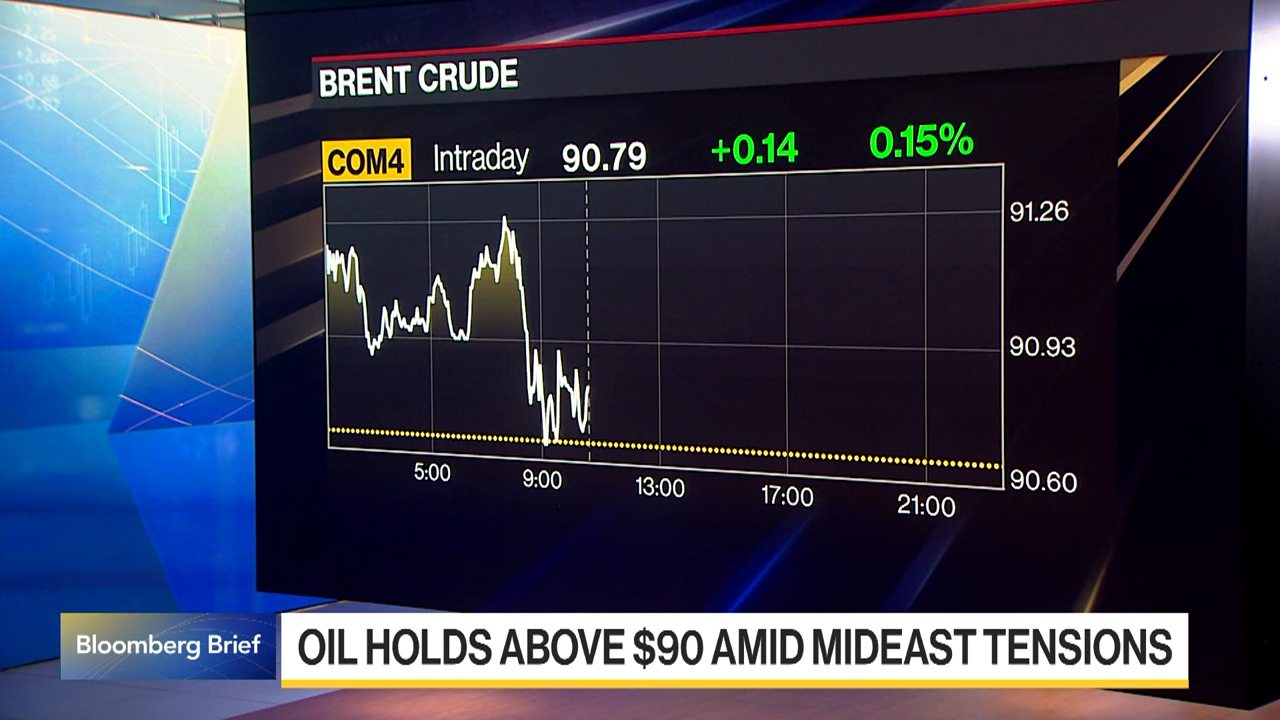 BRENT CRUDE
COM4 Intraday 90.79 +0.14 0.15%
91.26
90.93
90.60
5:00 9:00 13:00 17:00 21:00
Bloomberg Brief
OIL HOLDS ABOVE $90 AMID MIDEAST TENSIONS